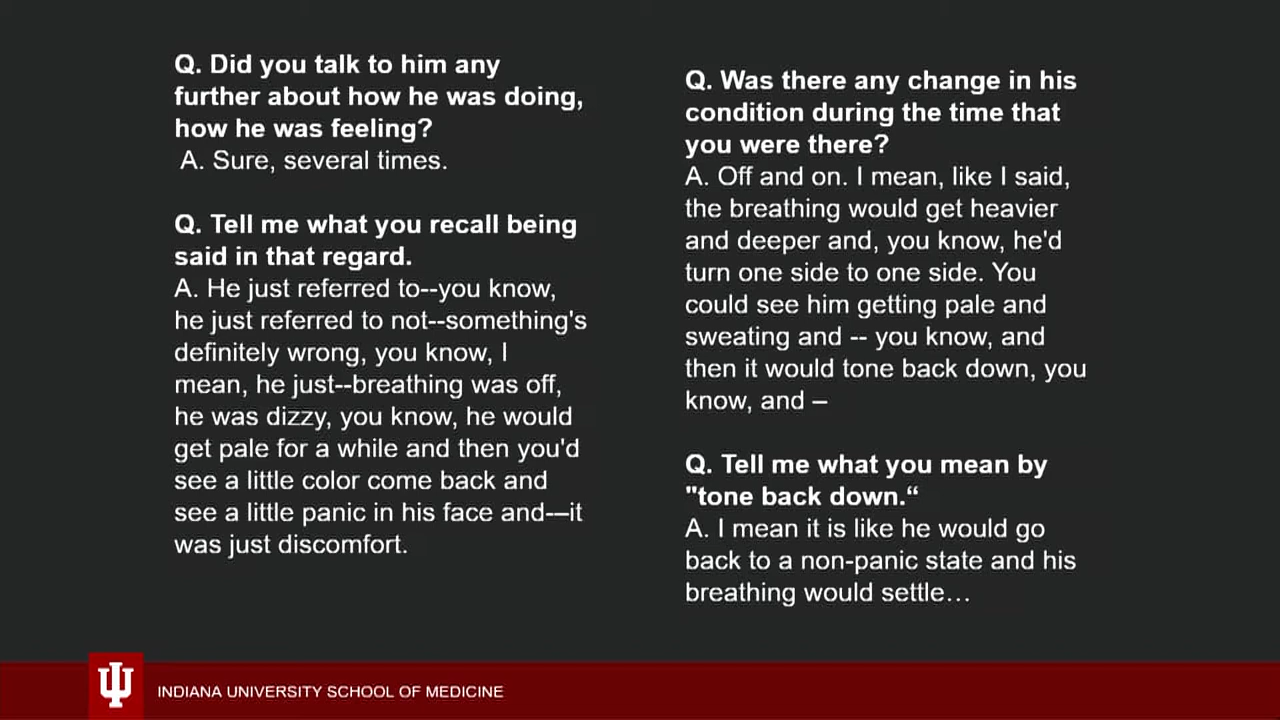 Q. Did you talk to him any
further about how he was doing,
how he was feeling?
A. Sure, several times.
Q. Tell me what you recall being
said in that regard.
A. He just referred to--you know,
he just referred to not--something's
definitely wrong, you know, I
mean, he just--breathing was off,
he was dizzy, you know, he would
get pale for a while and then you'd
see a little color come back and
see a little panic in his face and-–it
was just discomfort.
Q. Was there any change in his
condition during the time that
you were there?
A. Off and on. I mean, like I said,
the breathing would get heavier
and deeper and, you know, he'd
turn one side to one side. You
could see him getting pale and
sweating and -- you know, and
then it would tone back down, you
know, and –
Q. Tell me what you mean by
"tone back down.“
A. I mean it is like he would go
back to a non-panic state and his
breathing would settle…
INDIANA UNIVERSITY SCHOOL OF MEDICINE